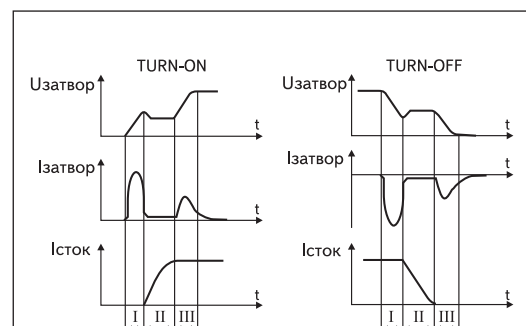 TURN-ON
Uзатвор
t
Iзатвор
t
Iсток
t
I II III
TURN-OFF
Uзатвор
t
Iзатвор
t
Iсток
t
I II III